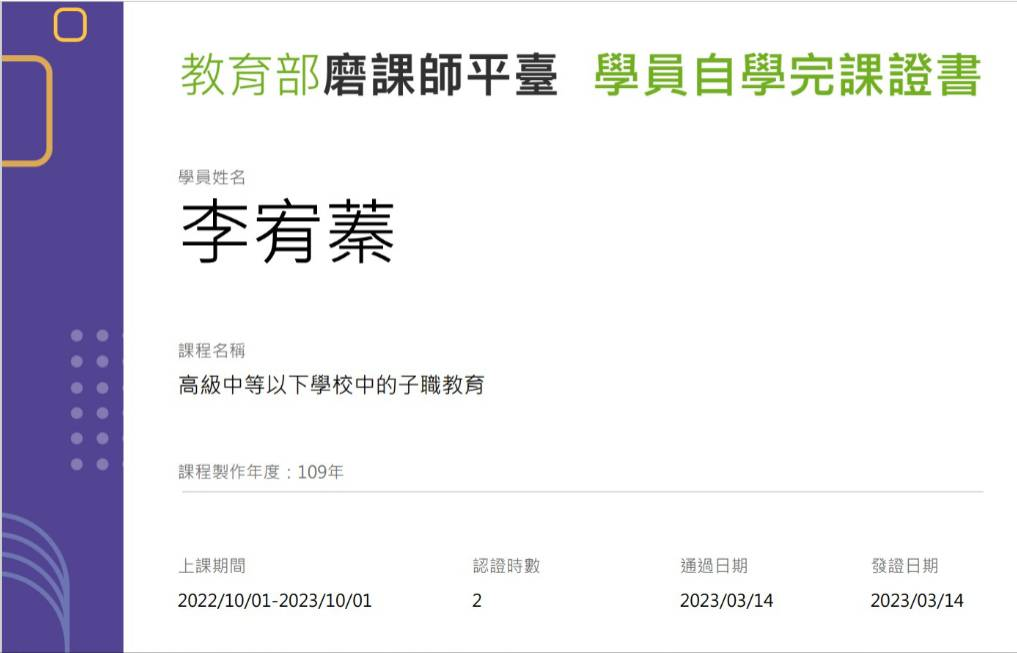 教育部磨課師平臺 學員自學完課證書
學員姓名
李宥蓁
課程名稱
高級中等以下學校中的子職教育
課程製作年度：109年
上課期間 認證時數 通過日期 發證日期
2022/10/01-2023/10/01 2 2023/03/14 2023/03/14